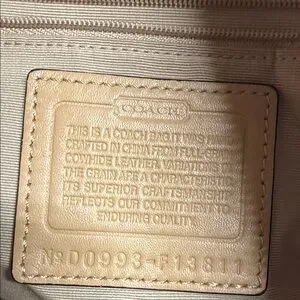 COACH
THIS IS A COACH BAG. IT WAS
CRAFTED IN CHINA FROM FULL GRAIN
COWHIDE LEATHER. VARIATIONS IN
THE GRAIN ARE A CHARACTERISTIC.
ITS SUPERIOR CRAFTSMANSHIP
REFLECTS OUR COMMITMENT TO
ENDURING QUALITY.
No D0993-F13811